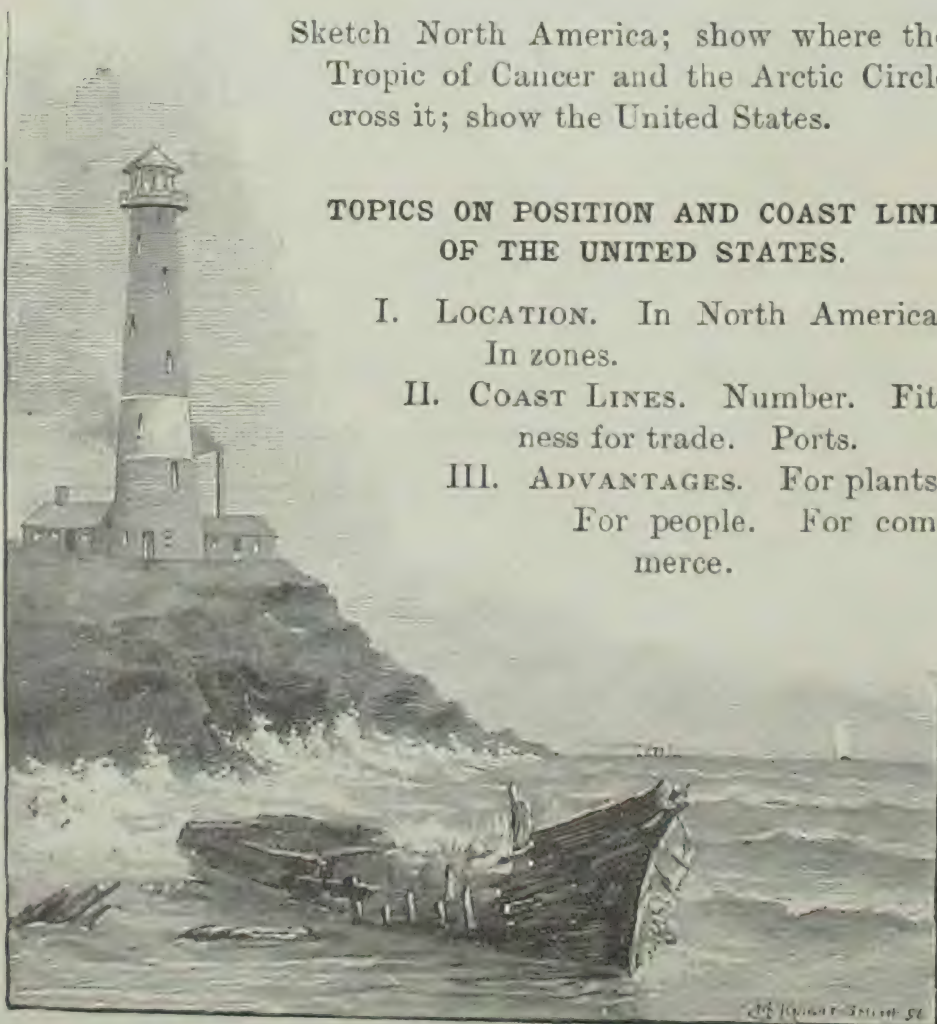 Sketch North America; show where the
Tropic of Cancer and the Arctic Circl
cross it; show the United States.
TOPICS ON POSITION AND COAST LINE
OF THE UNITED STATES.
I. LOCATION. In North America
In zones.
II. COAST LINES. Number. Fit
ness for trade. Ports.
III. ADVANTAGES. For plants
For people. For com
merce.